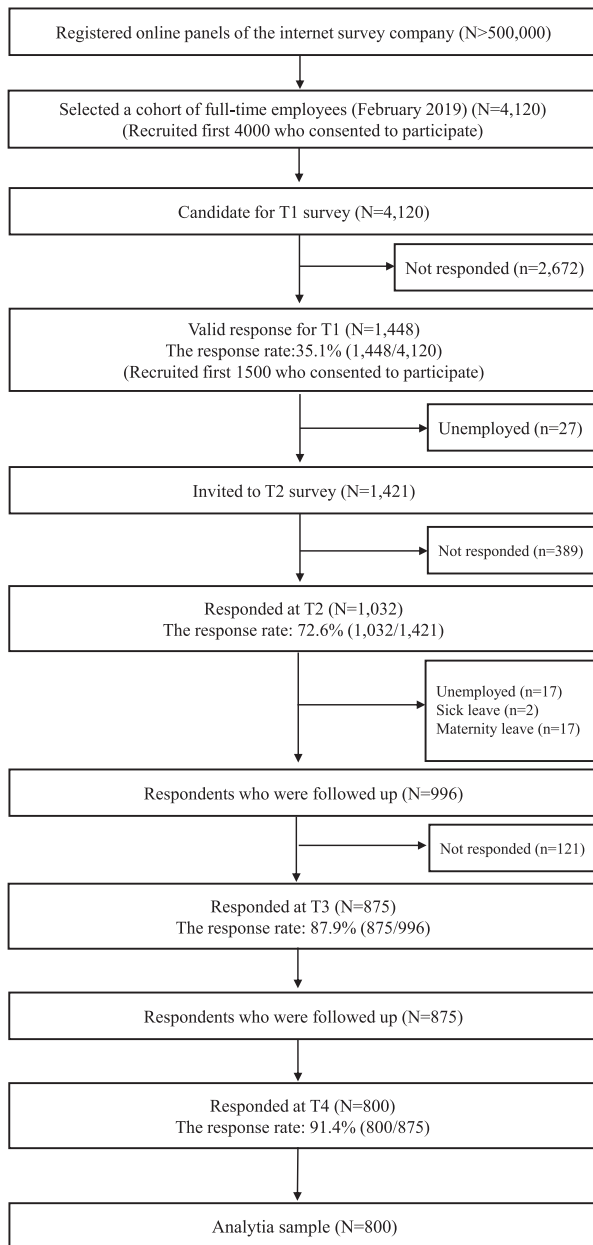 Registered online panels of the internet survey company (N>500,000)
Selected a cohort of full-time employees (February 2019) (N=4,120)
(Recruited first 4000 who consented to participate)
Candidate for T1 survey (N=4,120)
Not responded (n=2,672)
Valid response for T1 (N=1,448)
The response rate:35.1% (1,448/4,120)
(Recruited first 1500 who consented to participate)
Unemployed (n=27)
Invited to T2 survey (N=1,421)
Not responded (n=389)
Responded at T2 (N=1,032)
The response rate: 72.6% (1,032/1,421)
Unemployed (n=17)
Sick leave (n=2)
Maternity leave (n=17)
Respondents who were followed up (N=996)
Not responded (n=121)
Responded at T3 (N=875)
The response rate: 87.9% (875/996)
Respondents who were followed up (N=875)
Responded at T4 (N=800)
The response rate: 91.4% (800/875)
Analytia sample (N=800)